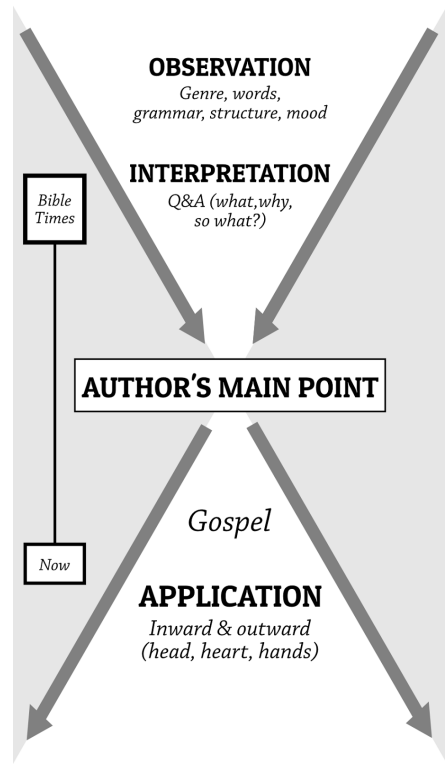 OBSERVATION
Genre, words,
grammar, structure, mood
INTERPRETATION
Q&A (what,why,
so what?)
Bible
Times
AUTHOR'S MAIN POINT
Gospel
Now
APPLICATION
Inward & outward
(head, heart, hands)